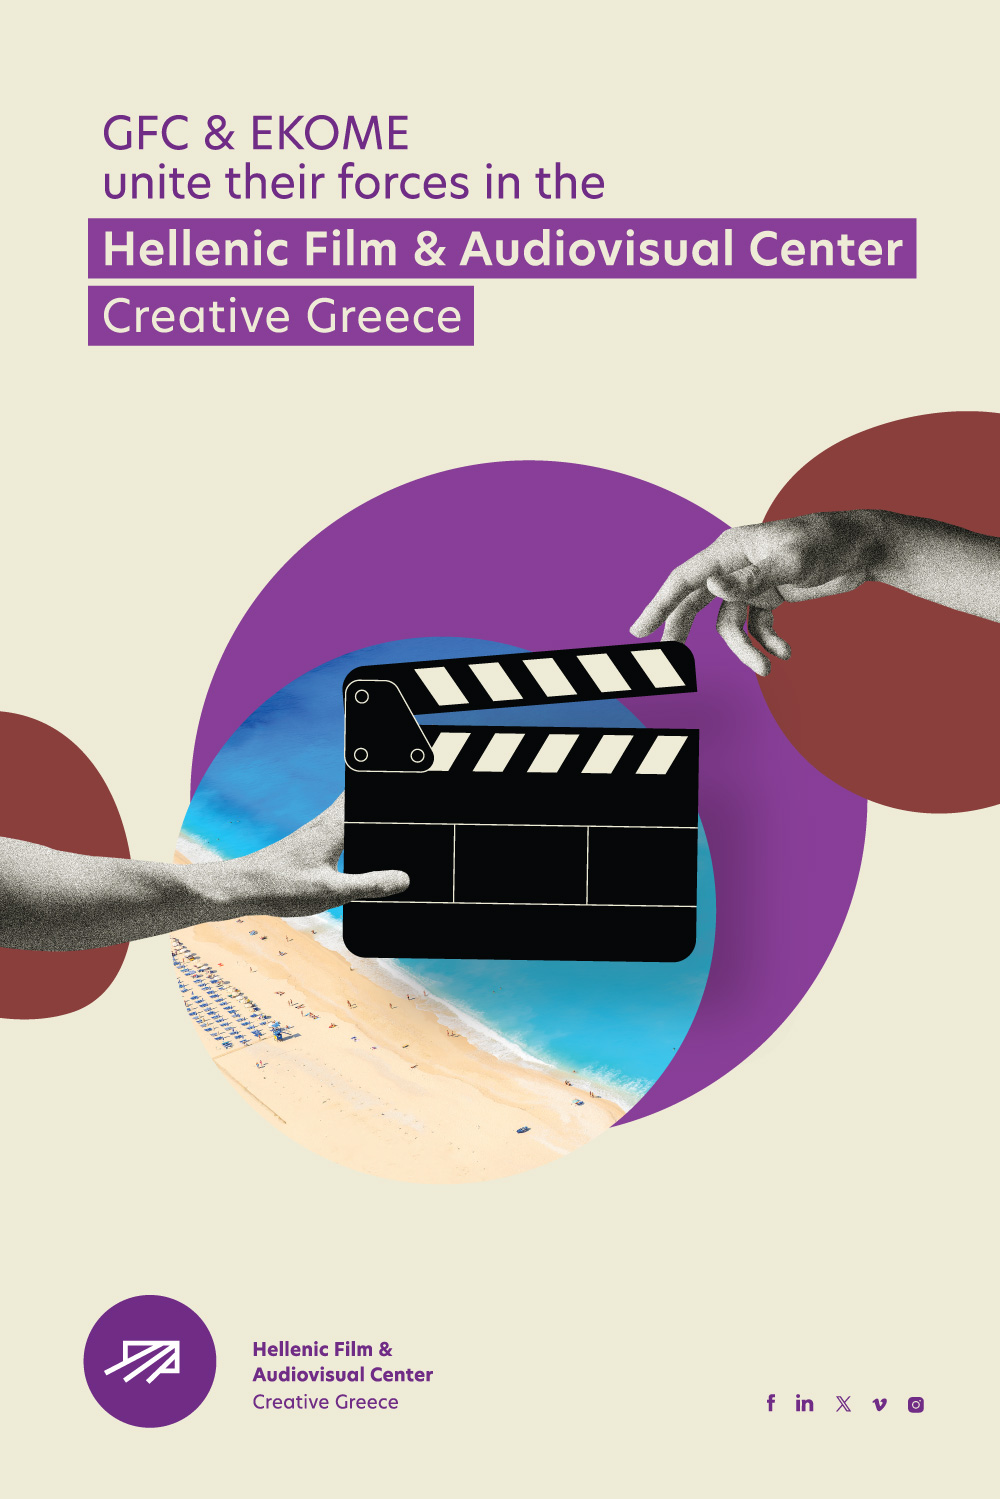 GFC & EKOME
unite their forces in the
Hellenic Film & Audiovisual Center
Creative Greece
Hellenic Film &
Audiovisual Center
Creative Greece